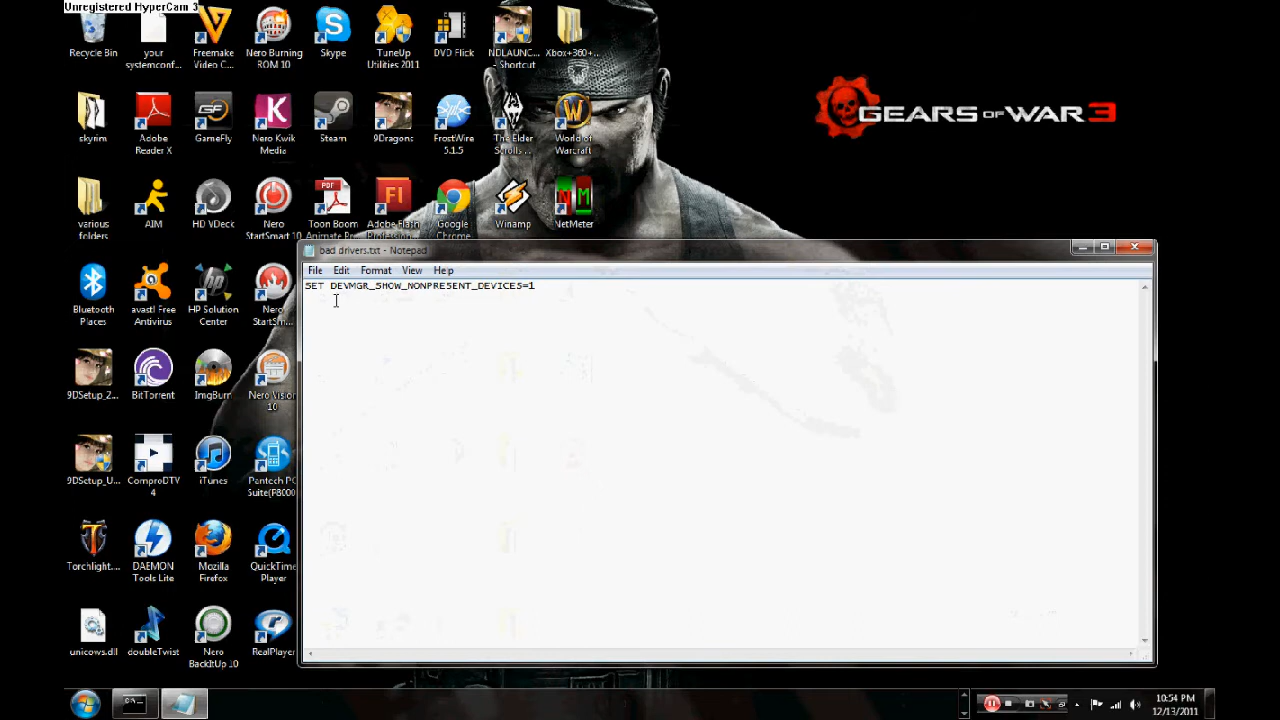 Unregistered HyperCam 3
Recycle Bin
your systemconf...
Freemake Video C...
Nero Burning ROM 10
Skype
TuneUp Utilities 2011
DVD Flick
NDLAUNC... - Shortcut
Xbox+360+...
GEARS OF WAR 3
skyrim
Adobe Reader X
GameFly
Nero Kwik Media
Steam
9Dragons
FrostWire 5.1.5
The Elder Scrolls ...
World of Warcraft
various folders
AIM
HD VDeck
Nero StartSmart 10
Toon Boom Animate Pr...
Adobe Flash Profession...
Google Chrome
Winamp
NetMeter
bad drivers.txt - Notepad
File Edit Format View Help
SET DEVMGR_SHOW_NONPRESENT_DEVICES=1
Bluetooth Places
avast! Free Antivirus
HP Solution Center
Nero StartSm...
9DSetup_2...
BitTorrent
ImgBurn
Nero Vision 10
9DSetup_U...
ComproDTV 4
iTunes
Pantech PC Suite(P8000
Torchlight....
DAEMON Tools Lite
Mozilla Firefox
QuickTime Player
unicows.dll
doubleTwist
Nero BackItUp 10
RealPlayer
10:54 PM
12/13/2011